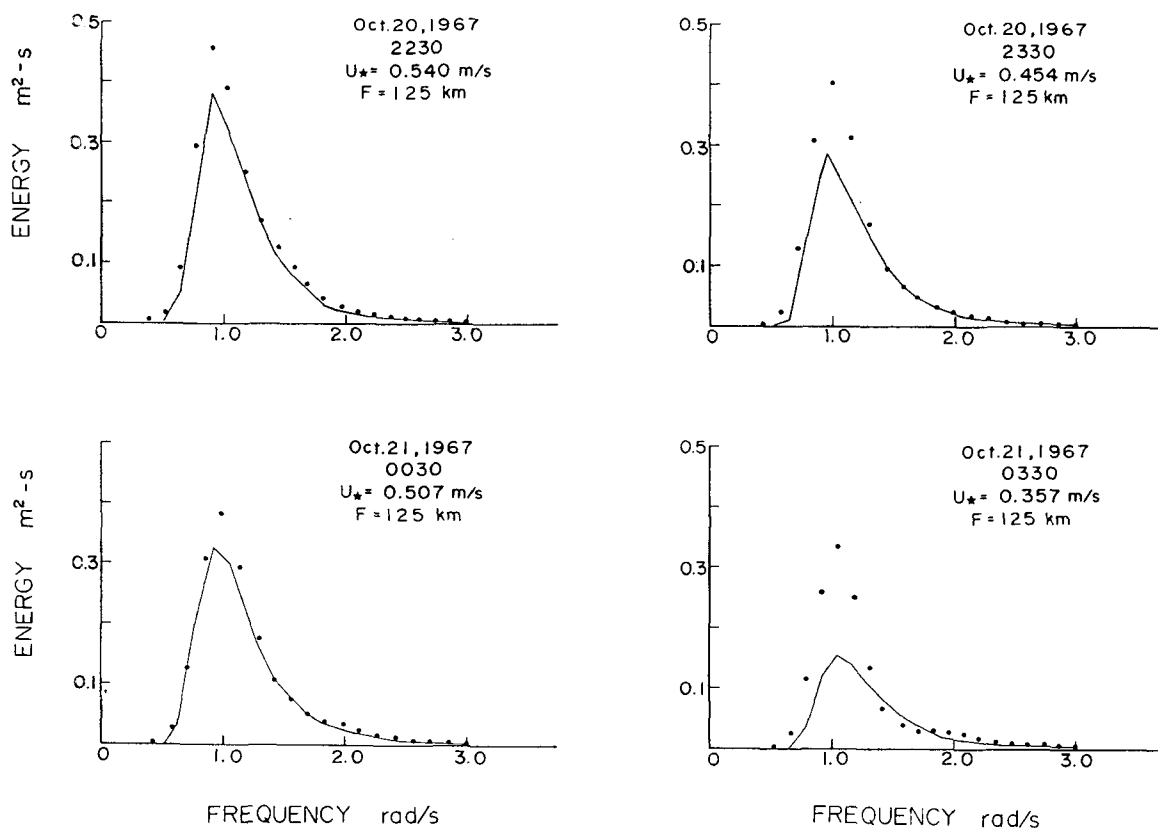 Oct.20,1967
2230
U★= 0.540 m/s
F = 125 km
ENERGY m²-s
0.5
0.3
0.1
0
1.0
2.0
3.0
Oct.20,1967
2330
U★= 0.454 m/s
F = 125 km
0.5
0.3
0.1
0
1.0
2.0
3.0
Oct.21,1967
0030
U★= 0.507 m/s
F = 125 km
ENERGY m²-s
0.3
0.1
0
1.0
2.0
3.0
FREQUENCY rad/s
Oct.21,1967
0330
U★= 0.357 m/s
F = 125 km
0.5
0.3
0.1
0
1.0
2.0
3.0
FREQUENCY rad/s